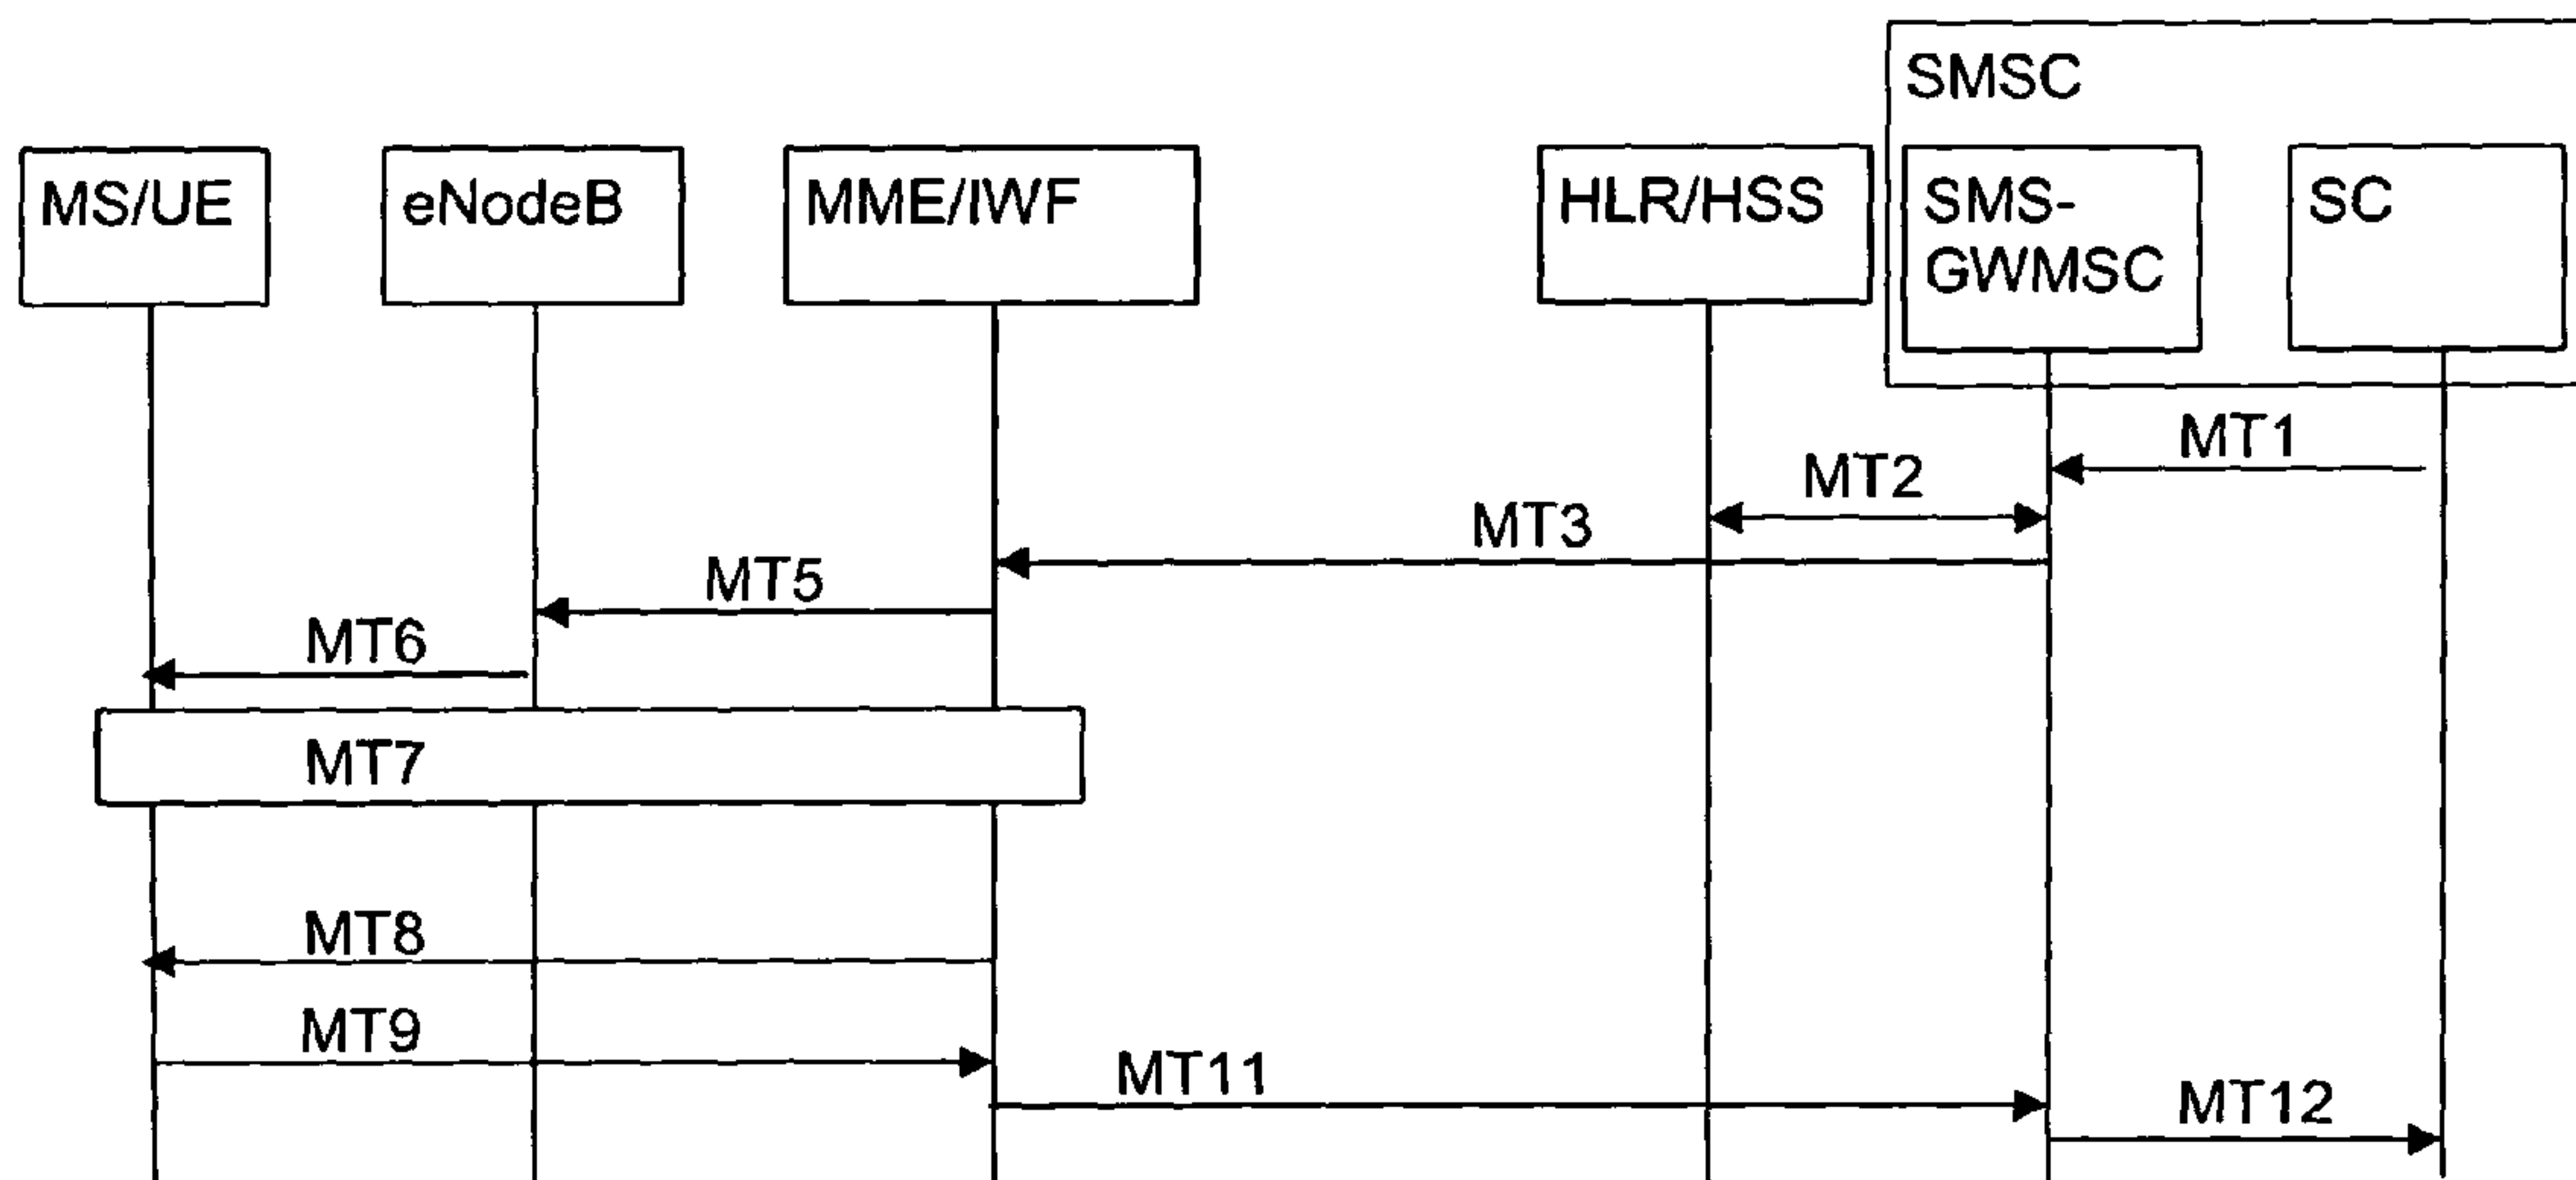 SMSC
MS/UE
eNodeB
MME/IWF
HLR/HSS
SMS-
GWMSC
SC
MT1
MT2
MT3
MT5
MT6
MT7
MT8
MT9
MT11
MT12